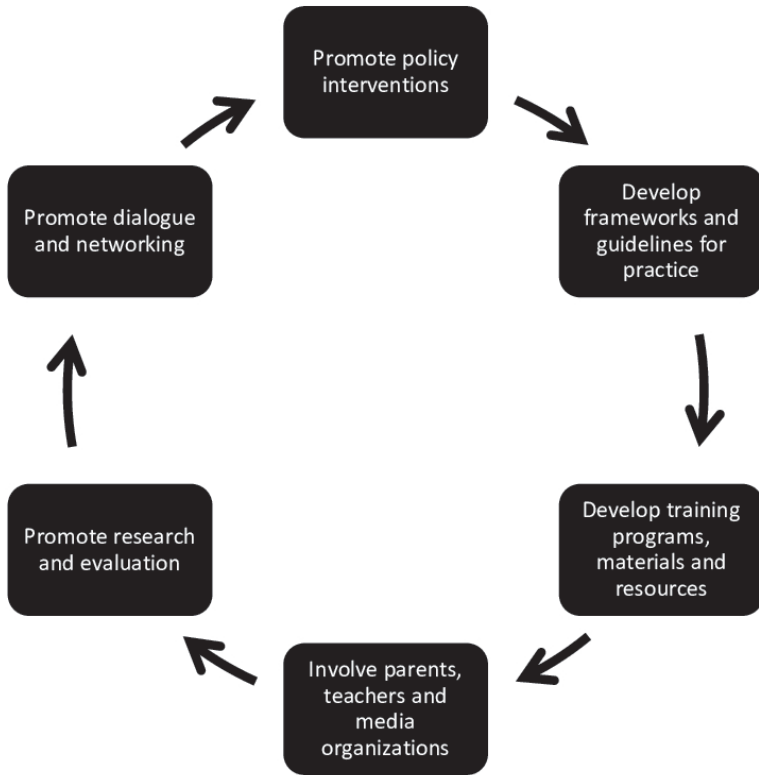 Promote policy
interventions
Develop
frameworks and
guidelines for
practice
Develop training
programs,
materials and
resources
Involve parents,
teachers and
media
organizations
Promote research
and evaluation
Promote dialogue
and networking